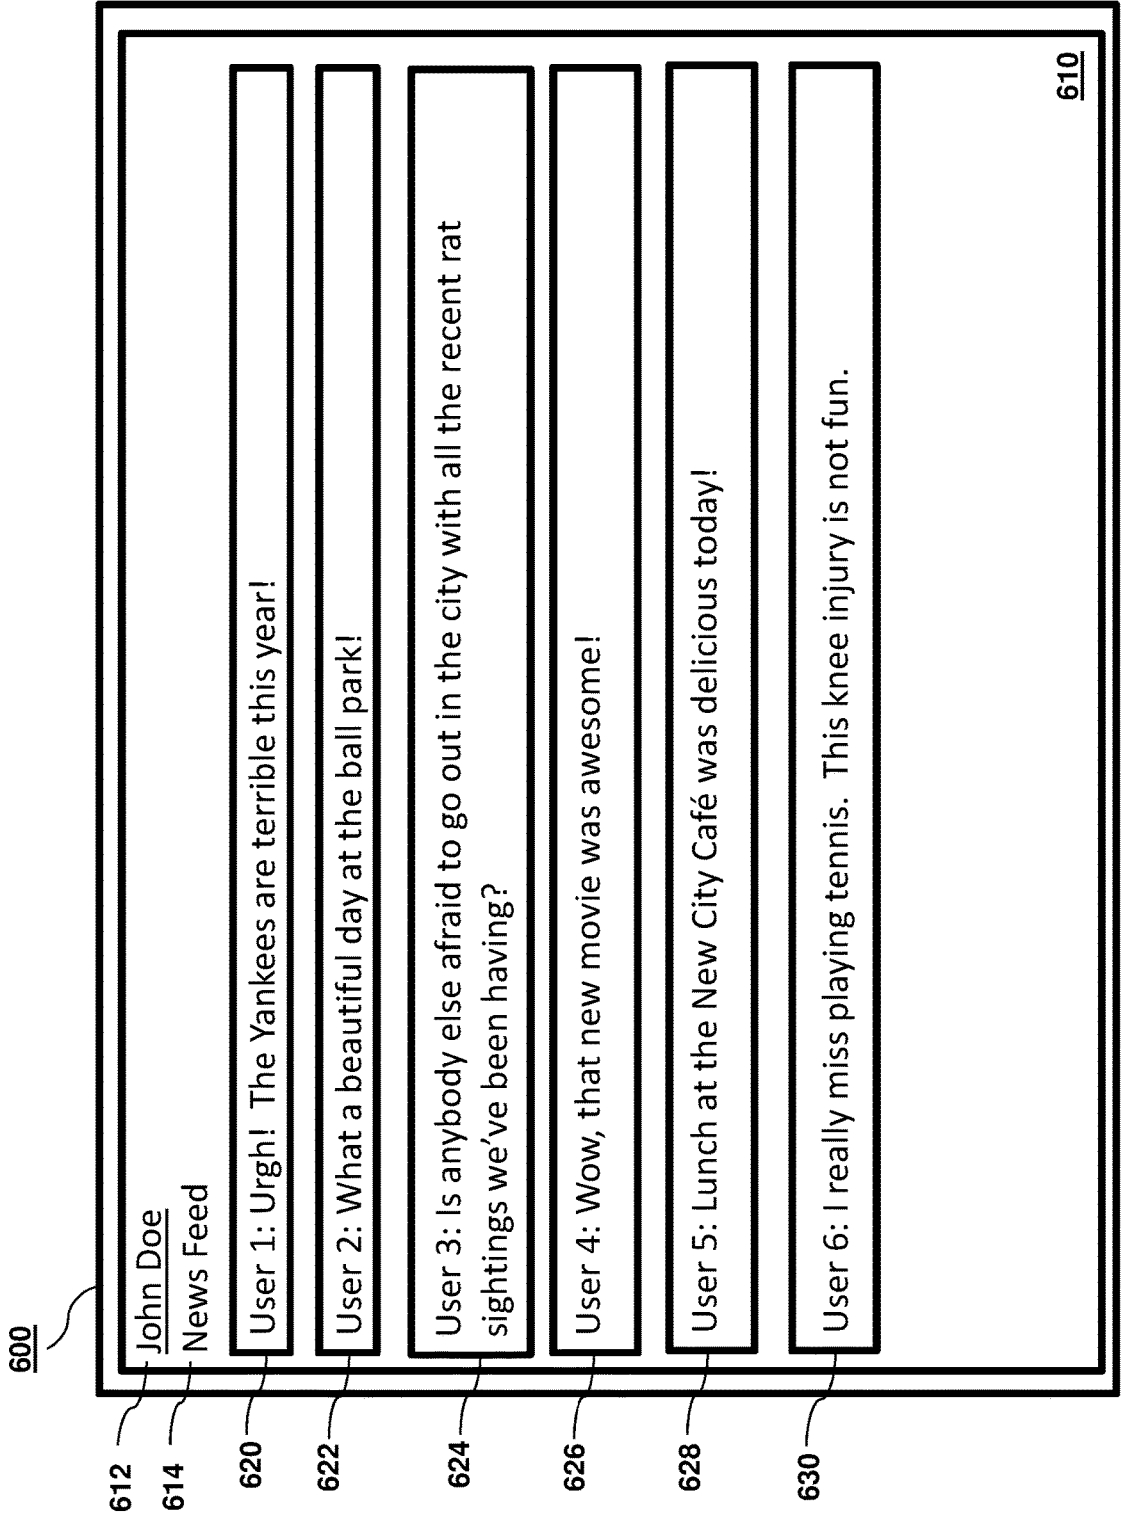 600
612
John Doe
614
News Feed
620
User 1: Urgh!  The Yankees are terrible this year!
622
User 2: What a beautiful day at the ball park!
624
User 3: Is anybody else afraid to go out in the city with all the recent rat
sightings we’ve been having?
626
User 4: Wow, that new movie was awesome!
628
User 5: Lunch at the New City Café was delicious today!
630
User 6: I really miss playing tennis.  This knee injury is not fun.
610